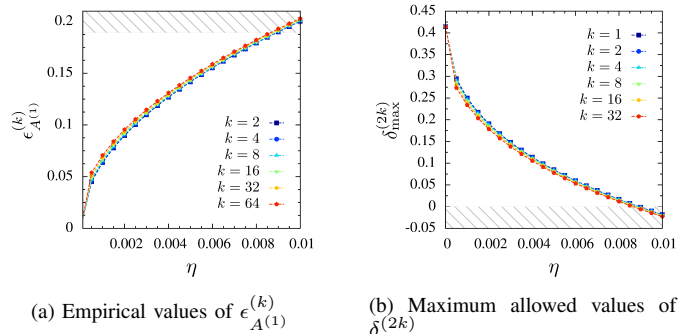 0.2
0.15
0.1
0.05
0
ϵ_{A^{(1)}}^{(k)}
k = 2
k = 4
k = 8
k = 16
k = 32
k = 64
0.002
0.004
0.006
0.008
0.01
η
(a) Empirical values of ϵ_{A^{(1)}}^{(k)}
0.45
0.4
0.35
0.3
0.25
0.2
0.15
0.1
0.05
0
-0.05
δ_{max}^{(2k)}
k = 1
k = 2
k = 4
k = 8
k = 16
k = 32
0
0.002
0.004
0.006
0.008
0.01
η
(b) Maximum allowed values of
δ^{(2k)}